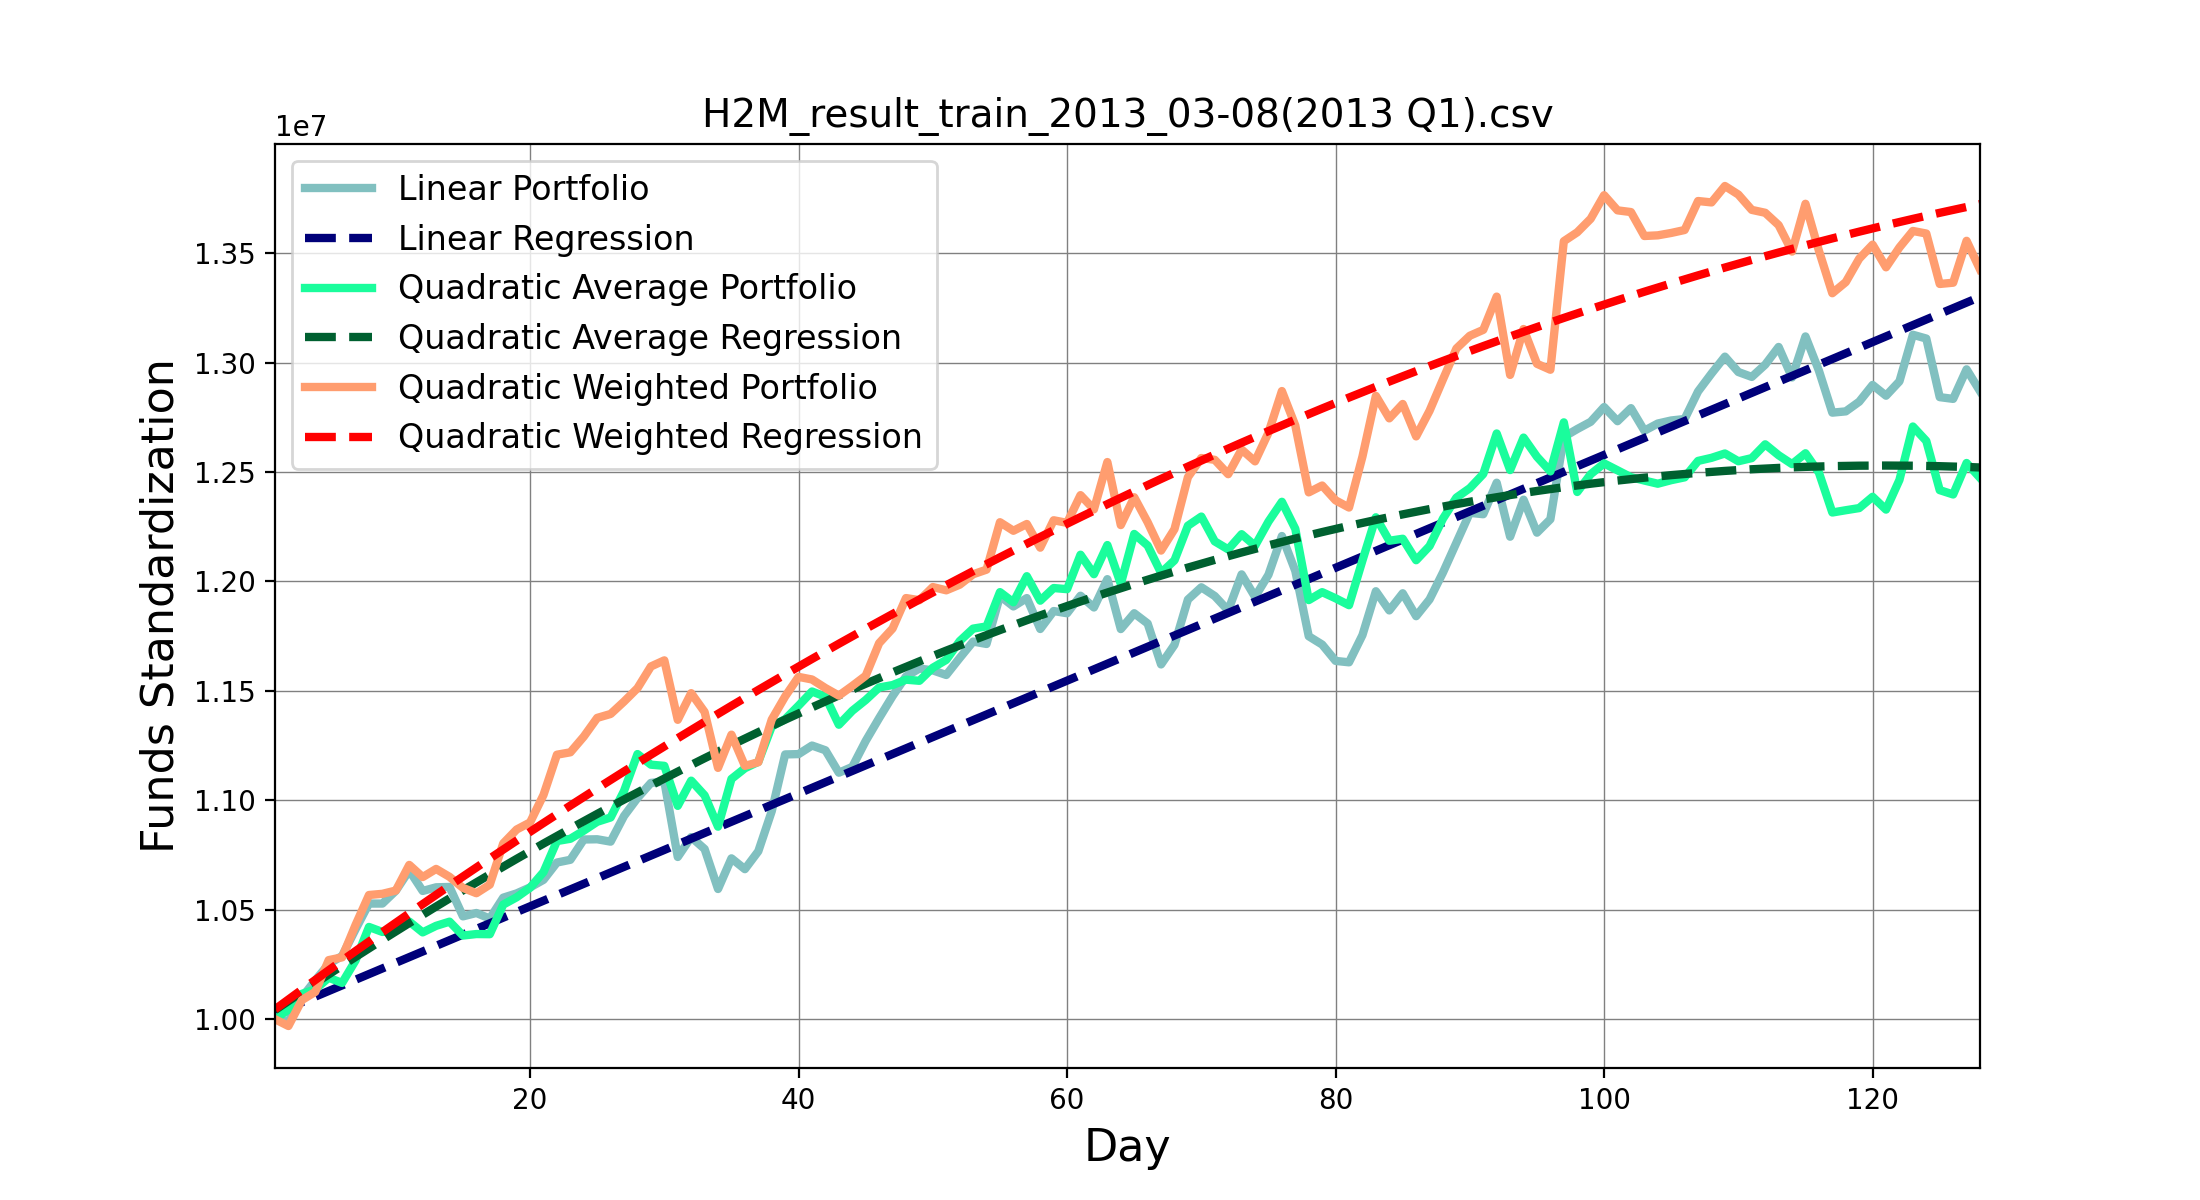 H2M_result_train_2013_03-08(2013 Q1).csv
1e7
Linear Portfolio
Linear Regression
Quadratic Average Portfolio
Quadratic Average Regression
Quadratic Weighted Portfolio
Quadratic Weighted Regression
Funds Standardization
1.35
1.30
1.25
1.20
1.15
1.10
1.05
1.00
20 40 60 80 100 120
Day